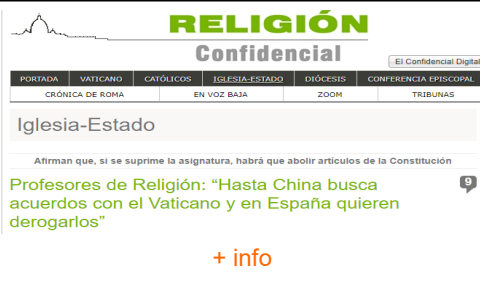 RELIGIÓN
Confidencial
El Confidencial Digital
PORTADA VATICANO CATÓLICOS IGLESIA-ESTADO DIÓCESIS CONFERENCIA EPISCOPAL
CRÓNICA DE ROMA EN VOZ BAJA ZOOM TRIBUNAS
Iglesia-Estado
Afirman que, si se suprime la asignatura, habrá que abolir artículos de la Constitución
Profesores de Religión: “Hasta China busca
acuerdos con el Vaticano y en España quieren
derogarlos”
9
+ info